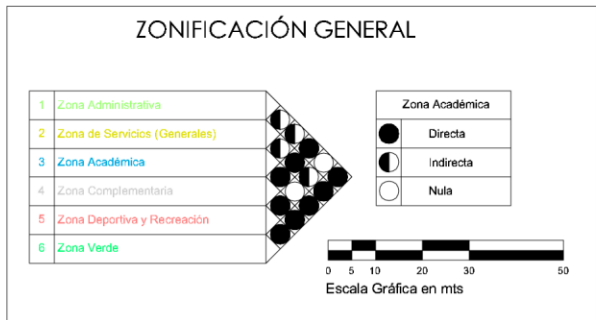 ZONIFICACIÓN GENERAL
1 Zona Administrativa
2 Zona de Servicios (Generales)
3 Zona Académica
4 Zona Complementaria
5 Zona Deportiva y Recreación
6 Zona Verde
Zona Académica
Directa
Indirecta
Nula
0 5 10 20 30 50
Escala Gráfica en mts